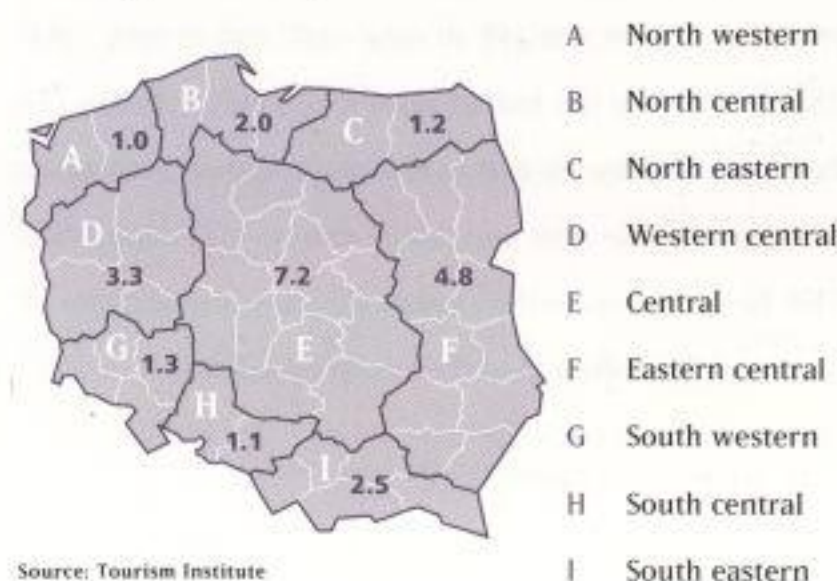 A North western
B North central
C North eastern
D Western central
E Central
F Eastern central
G South western
H South central
I South eastern
B
2.0
C
1.2
A
1.0
D
3.3
7.2
4.8
G
1.3
E
F
H
1.1
I
2.5
Source: Tourism Institute